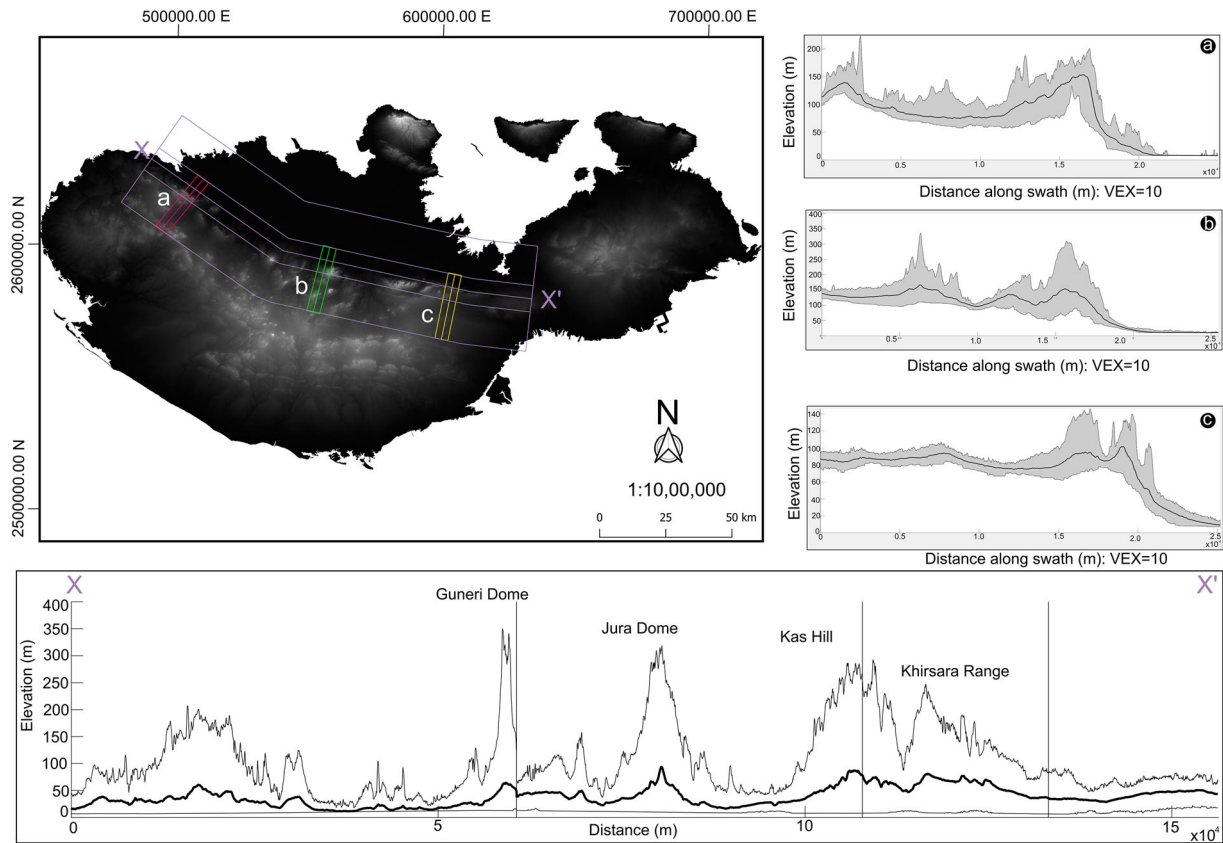 500000.00 E
600000.00 E
700000.00 E
2600000.00 N
2500000.00 N
X
a
b
c
X'
N
1:10,00,000
0 25 50 km
a
Elevation (m)
200
150
100
50
0
0 0.5 1.0 1.5 2.0
x10⁴
Distance along swath (m): VEX=10
b
Elevation (m)
400
350
300
250
200
150
100
50
0 0.5 1.0 1.5 2.0 2.5
x10⁴
Distance along swath (m): VEX=10
c
Elevation (m)
140
120
100
80
60
40
20
0
0 0.5 1.0 1.5 2.0 2.5
x10⁴
Distance along swath (m): VEX=10
X
X'
Elevation (m)
400
350
300
250
200
150
100
50
0
Guneri Dome
Jura Dome
Kas Hill
Khirsara Range
0 5 10 15
x 10⁴
Distance (m)